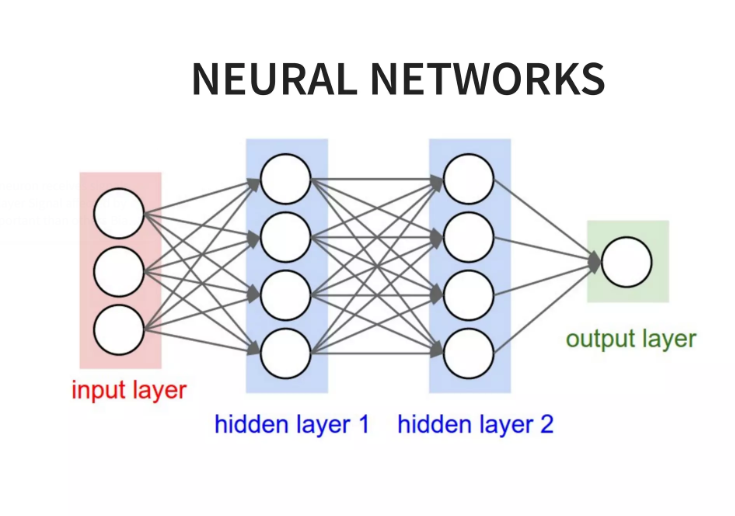 NEURAL NETWORKS
input layer
hidden layer 1
hidden layer 2
output layer